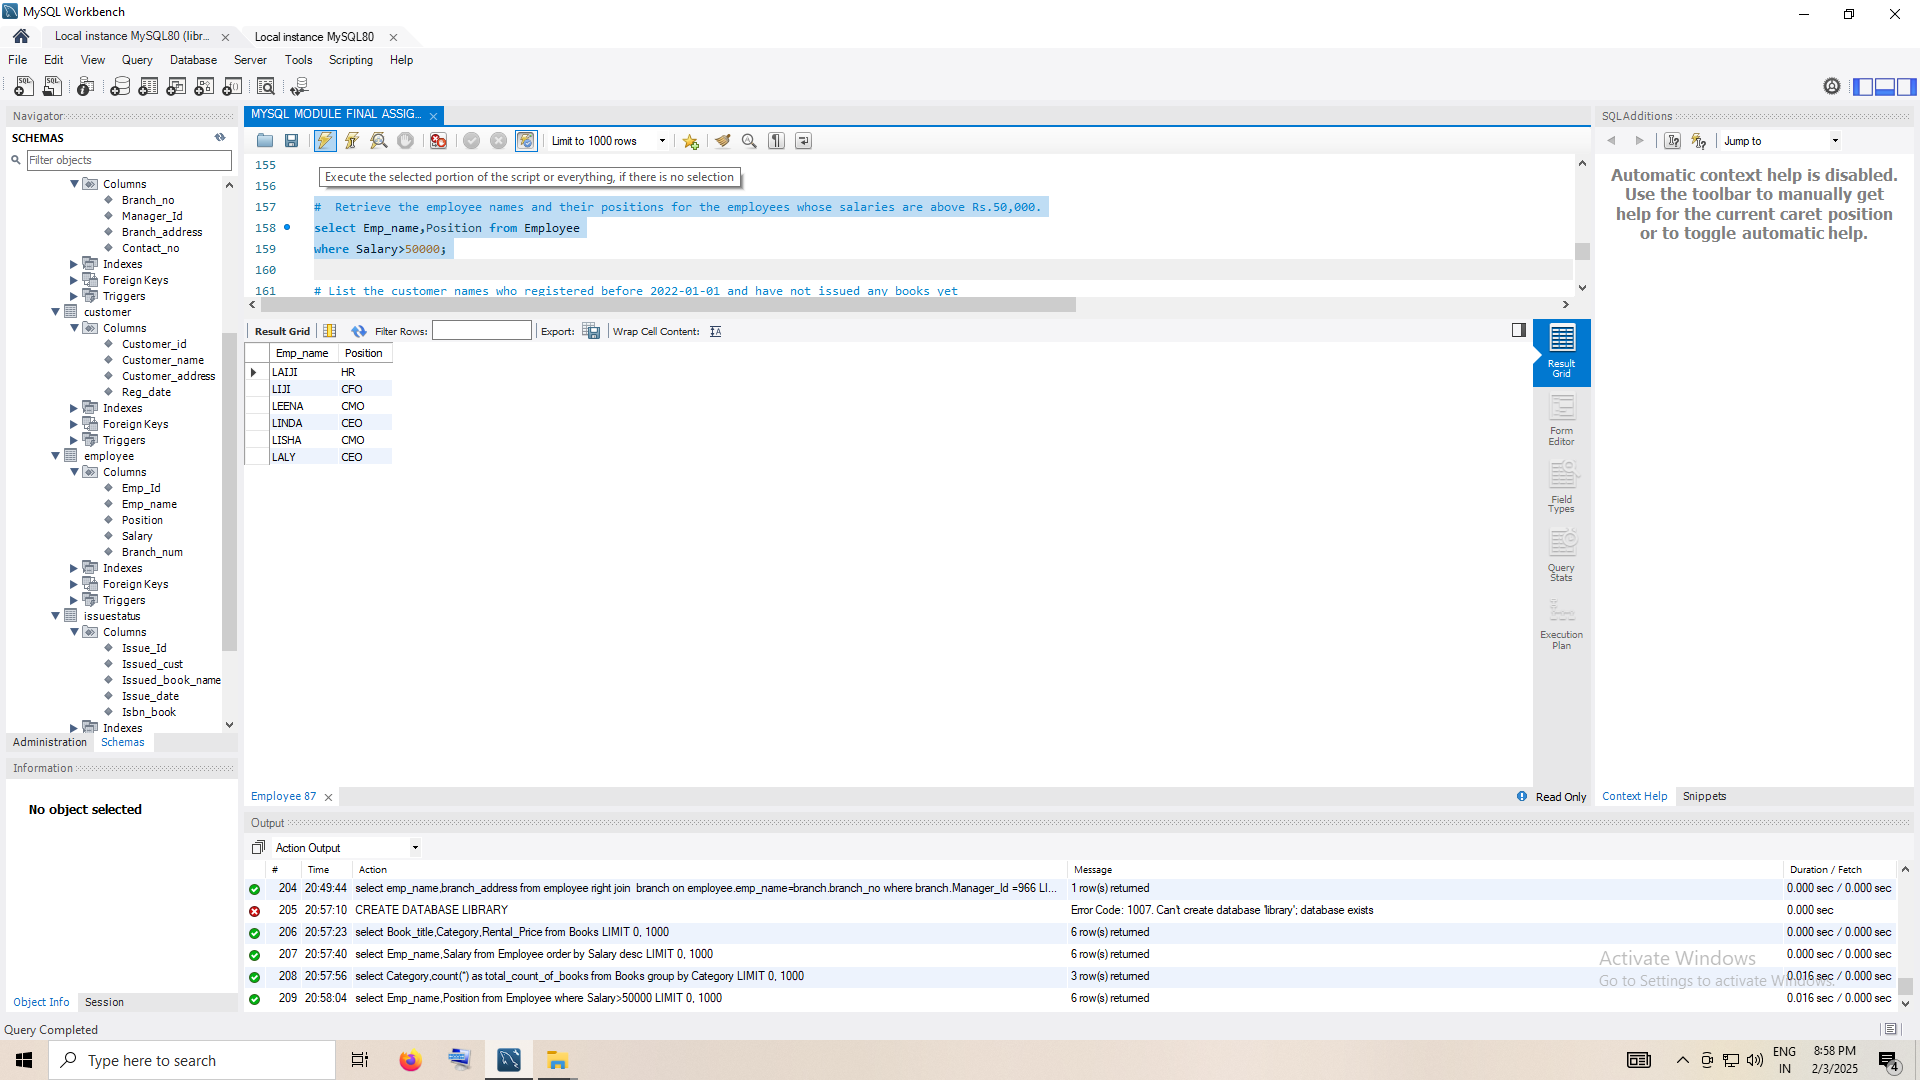 MySQL Workbench
Local instance MySQL80 (libr...
Local instance MySQL80
File Edit View Query Database Server Tools Scripting Help
Navigator
SCHEMAS
Filter objects
Columns
Branch_no
Manager_Id
Branch_address
Contact_no
Indexes
Foreign Keys
Triggers
customer
Columns
Customer_id
Customer_name
Customer_address
Reg_date
Indexes
Foreign Keys
Triggers
employee
Columns
Emp_Id
Emp_name
Position
Salary
Branch_num
Indexes
Foreign Keys
Triggers
issuestatus
Columns
Issue_Id
Issued_cust
Issued_book_name
Issue_date
Isbn_book
Indexes
Administration Schemas
Information
No object selected
Object Info Session
MYSQL MODULE FINAL ASSIG...
Limit to 1000 rows
155
156
Execute the selected portion of the script or everything, if there is no selection
157 # Retrieve the employee names and their positions for the employees whose salaries are above Rs.50,000.
158 select Emp_name,Position from Employee
159 where Salary>50000;
160
161 # List the customer names who registered before 2022-01-01 and have not issued any books yet
Result Grid Filter Rows: Export: Wrap Cell Content:
Emp_name Position
LAIJI HR
LIJI CFO
LEENA CMO
LINDA CEO
LISHA CMO
LALY CEO
Result Grid
Form Editor
Field Types
Query Stats
Execution Plan
Employee 87
Read Only
SQLAdditions
Jump to
Automatic context help is disabled.
Use the toolbar to manually get
help for the current caret position
or to toggle automatic help.
Context Help Snippets
Output
Action Output
# Time Action Message Duration / Fetch
204 20:49:44 select emp_name,branch_address from employee right join branch on employee.emp_name=branch.branch_no where branch.Manager_Id =966 LI... 1 row(s) returned 0.000 sec / 0.000 sec
205 20:57:10 CREATE DATABASE LIBRARY Error Code: 1007. Can't create database 'library'; database exists 0.000 sec
206 20:57:23 select Book_title,Category,Rental_Price from Books LIMIT 0, 1000 6 row(s) returned 0.000 sec / 0.000 sec
207 20:57:40 select Emp_name,Salary from Employee order by Salary desc LIMIT 0, 1000 6 row(s) returned 0.000 sec / 0.000 sec
208 20:57:56 select Category,count(*) as total_count_of_books from Books group by Category LIMIT 0, 1000 3 row(s) returned 0.016 sec / 0.000 sec
209 20:58:04 select Emp_name,Position from Employee where Salary>50000 LIMIT 0, 1000 6 row(s) returned 0.016 sec / 0.000 sec
Activate Windows
Go to Settings to activate Windows.
Query Completed
Type here to search
ENG
IN
8:58 PM
2/3/2025
4